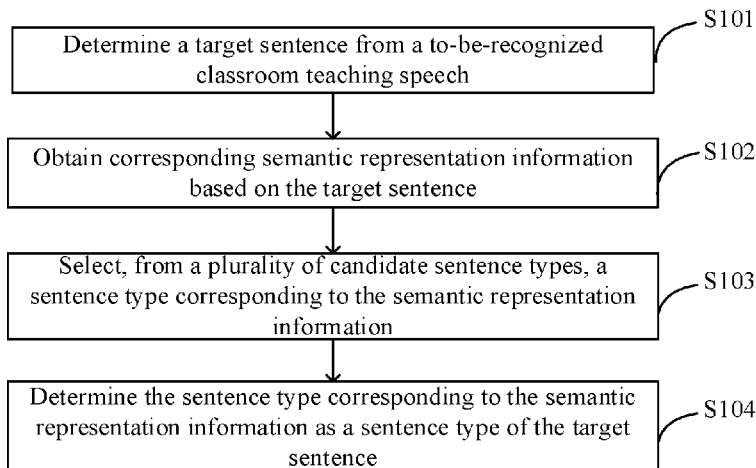 S101
Determine a target sentence from a to-be-recognized
classroom teaching speech
S102
Obtain corresponding semantic representation information
based on the target sentence
S103
Select, from a plurality of candidate sentence types, a
sentence type corresponding to the semantic representation
information
S104
Determine the sentence type corresponding to the semantic
representation information as a sentence type of the target
sentence